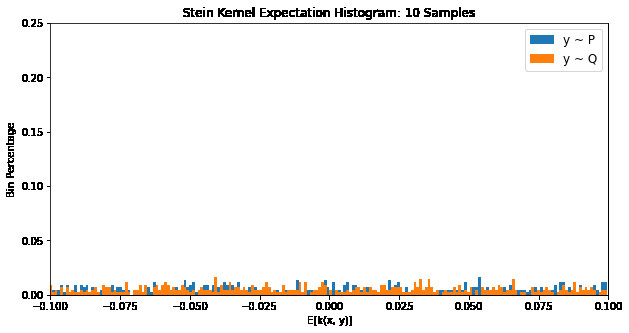 Stein Kernel Expectation Histogram: 10 Samples
y ~ P
y ~ Q
Bin Percentage
0.25
0.20
0.15
0.10
0.05
0.00
−0.100 −0.075 −0.050 −0.025 0.000 0.025 0.050 0.075 0.100
E[k(x, y)]